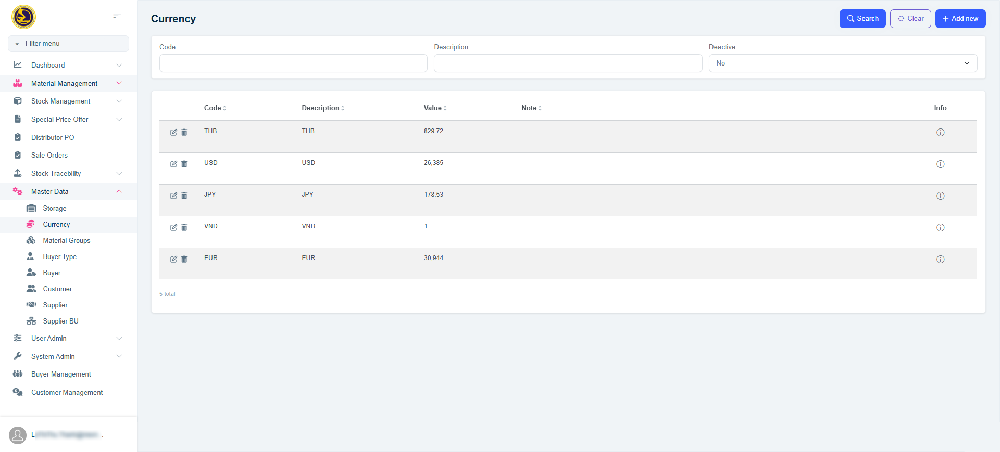 Filter menu
Dashboard
Material Management
Stock Management
Special Price Offer
Distributor PO
Sale Orders
Stock Tracebility
Master Data
Storage
Currency
Material Groups
Buyer Type
Buyer
Customer
Supplier
Supplier BU
User Admin
System Admin
Buyer Management
Customer Management
Currency
Search
Clear
Add new
Code
Description
Deactive
No
Code Description Value Note Info
THB THB 829.72
USD USD 26,385
JPY JPY 178.53
VND VND 1
EUR EUR 30,944
5 total